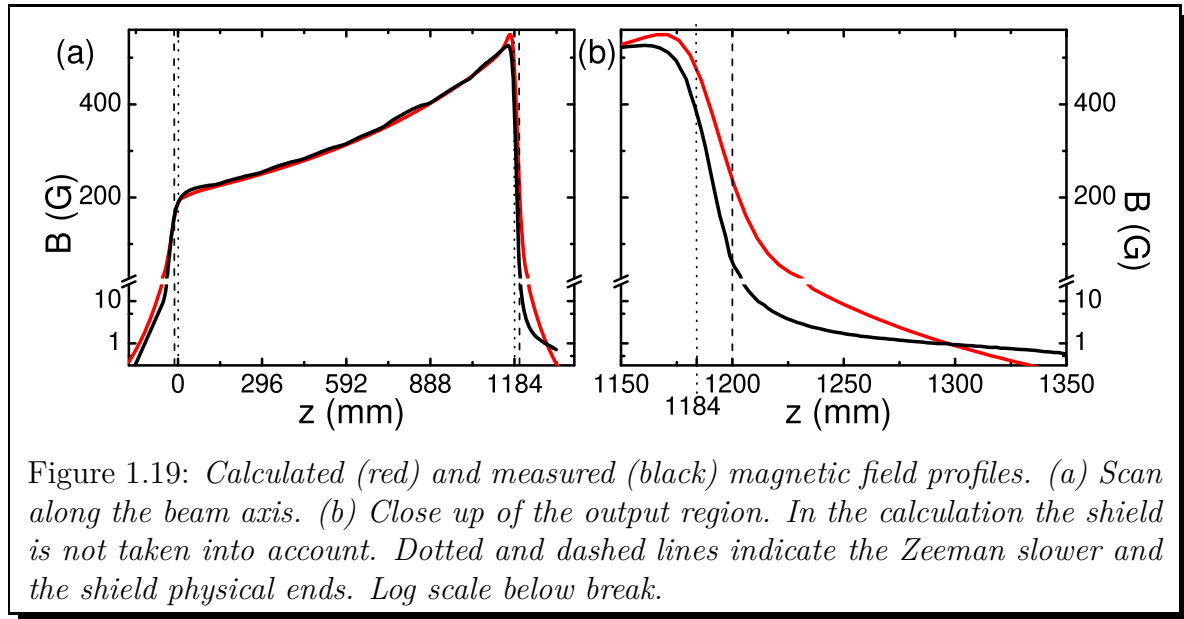 (a)
(b)
400
200
10
1
B (G)
0 296 592 888 1184
z (mm)
400
200
10
1
B (G)
1150 1200 1250 1300 1350
1184
z (mm)
Figure 1.19: Calculated (red) and measured (black) magnetic field profiles. (a) Scan
along the beam axis. (b) Close up of the output region. In the calculation the shield
is not taken into account. Dotted and dashed lines indicate the Zeeman slower and
the shield physical ends. Log scale below break.